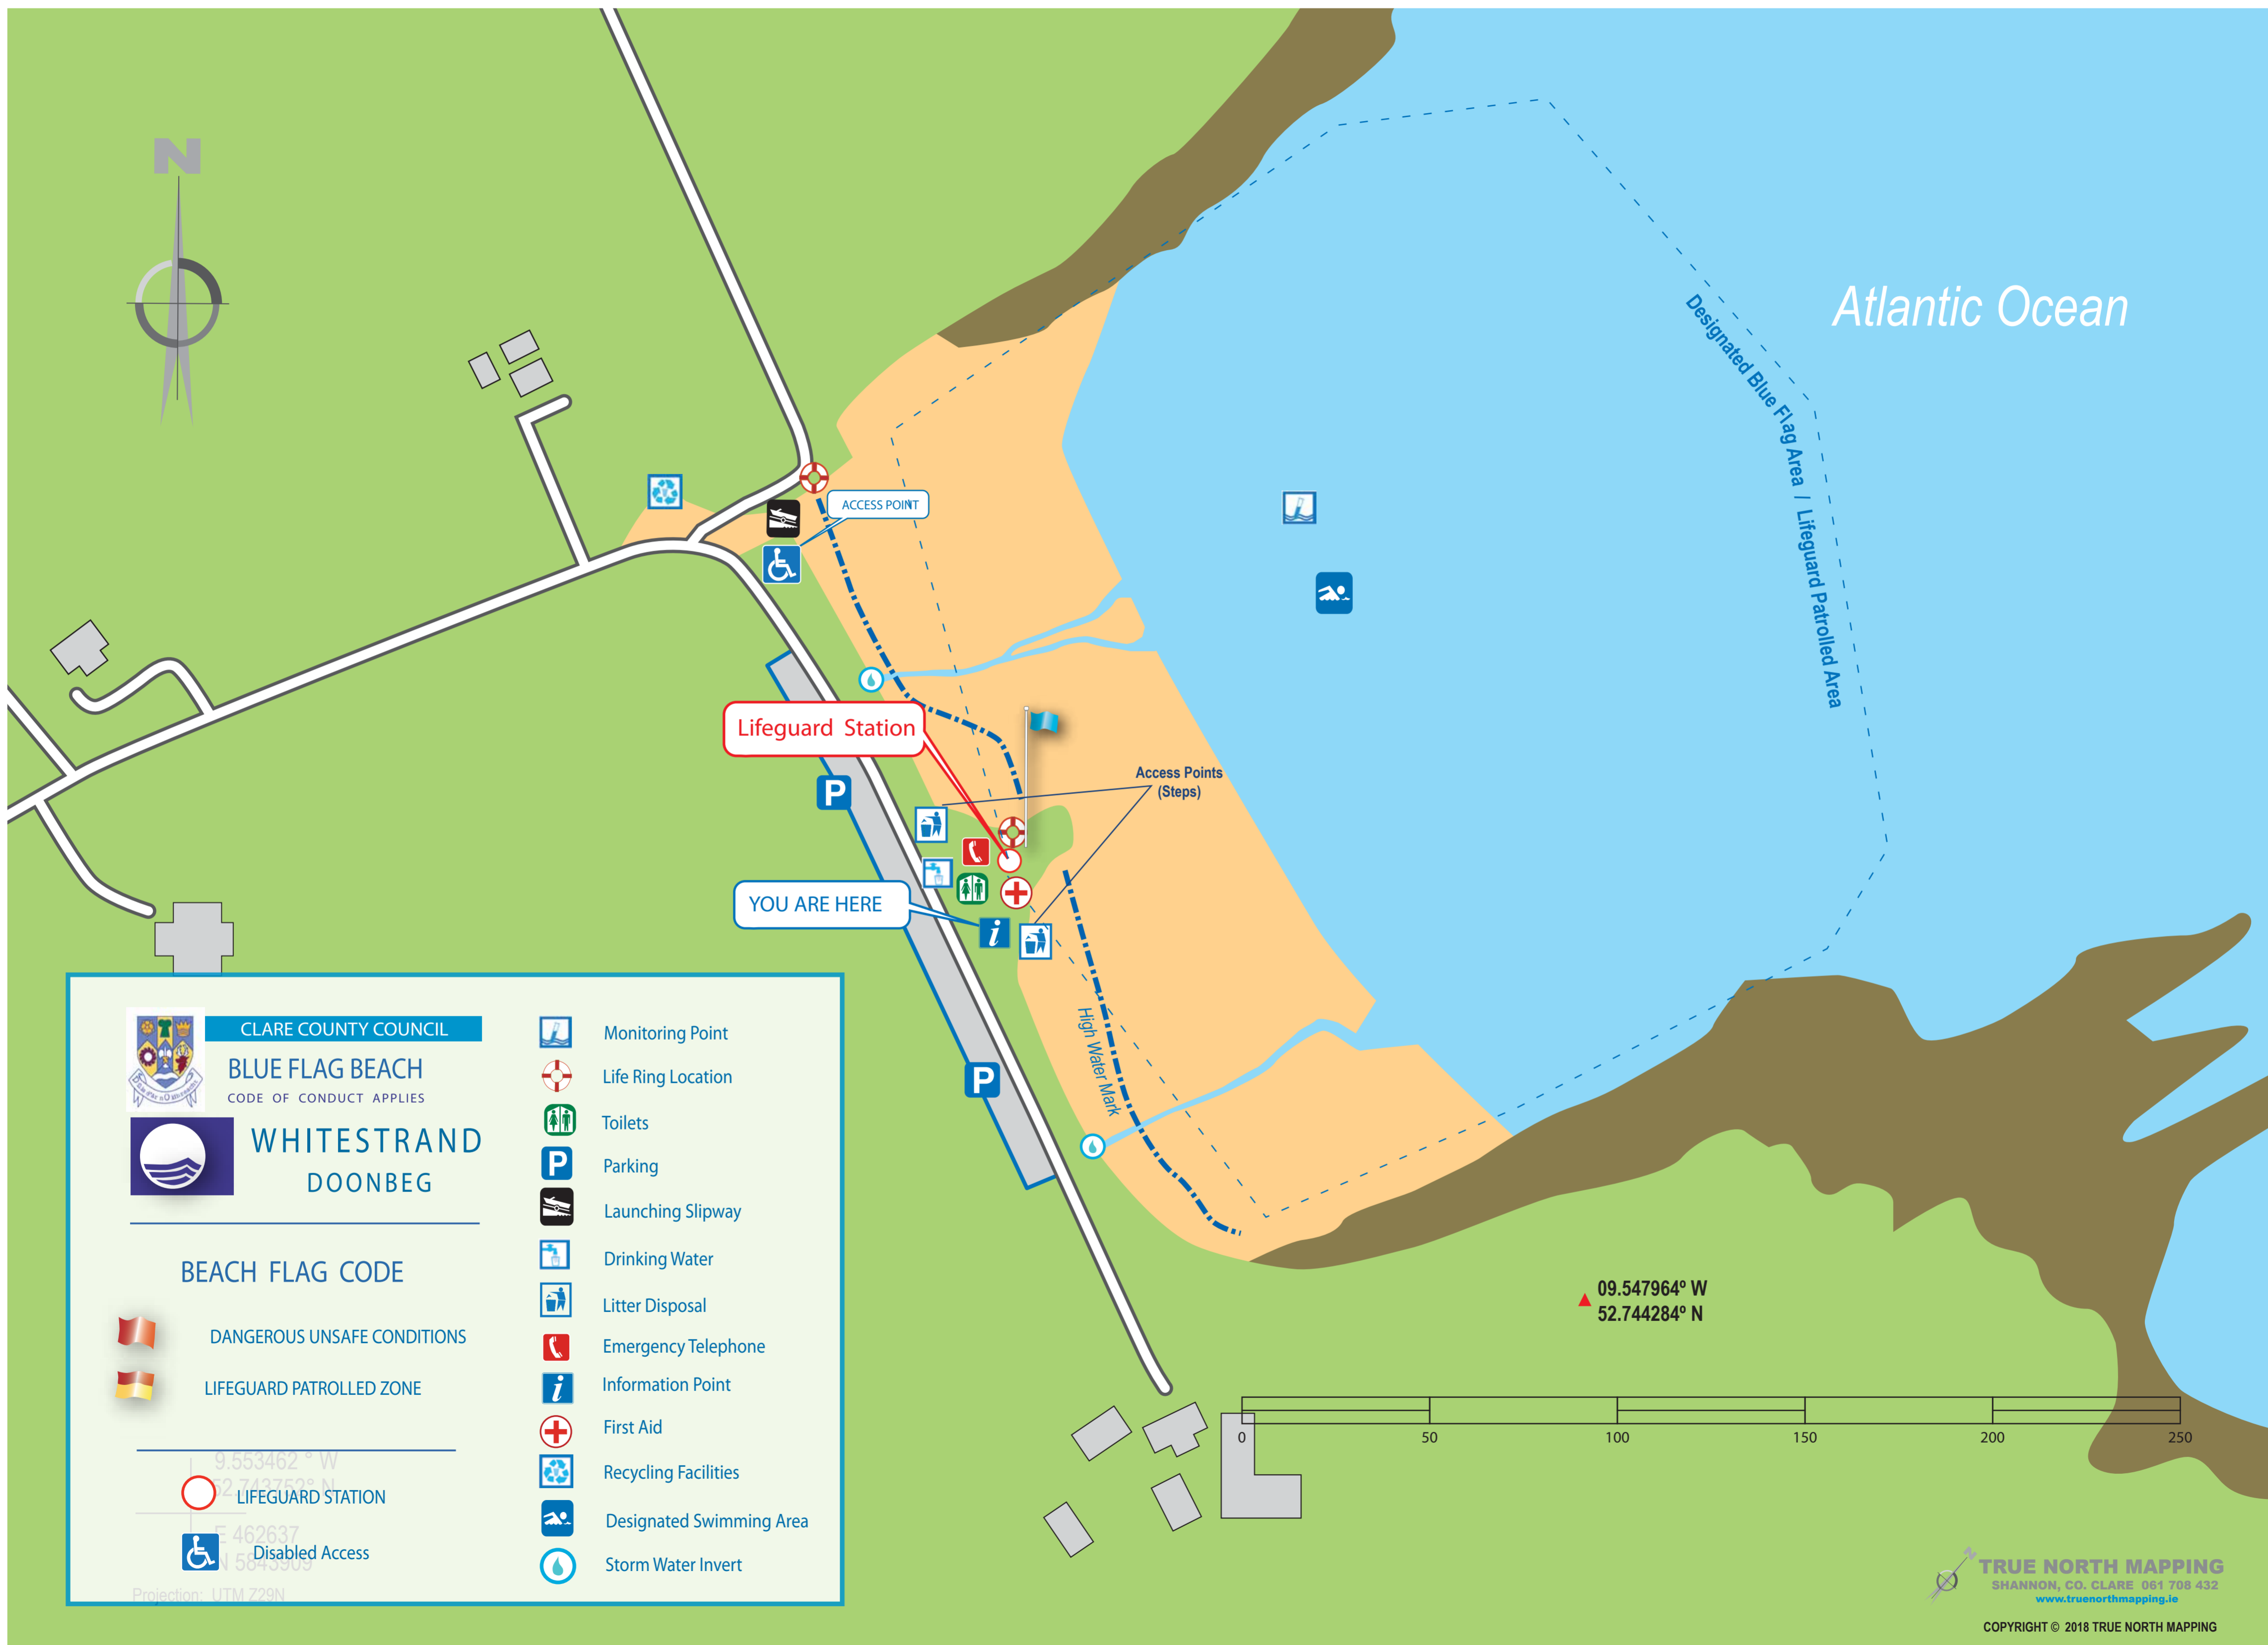 N
Atlantic Ocean
Designated Blue Flag Area / Lifeguard Patrolled Area
ACCESS POINT
Lifeguard Station
Access Points
(Steps)
P
YOU ARE HERE
i
High Water Mark
P
CLARE COUNTY COUNCIL
BLUE FLAG BEACH
CODE OF CONDUCT APPLIES
WHITESTRAND
DOONBEG
BEACH FLAG CODE
DANGEROUS UNSAFE CONDITIONS
LIFEGUARD PATROLLED ZONE
9.553462 ° W
52.743752° N
LIFEGUARD STATION
E 462637
N 5843909
Disabled Access
Projection: UTM Z29N
Monitoring Point
Life Ring Location
Toilets
P Parking
Launching Slipway
Drinking Water
Litter Disposal
Emergency Telephone
i Information Point
First Aid
Recycling Facilities
Designated Swimming Area
Storm Water Invert
09.547964º W
52.744284º N
0 50 100 150 200 250
N
TRUE NORTH MAPPING
SHANNON, CO. CLARE 061 708 432
www.truenorthmapping.ie
COPYRIGHT © 2018 TRUE NORTH MAPPING